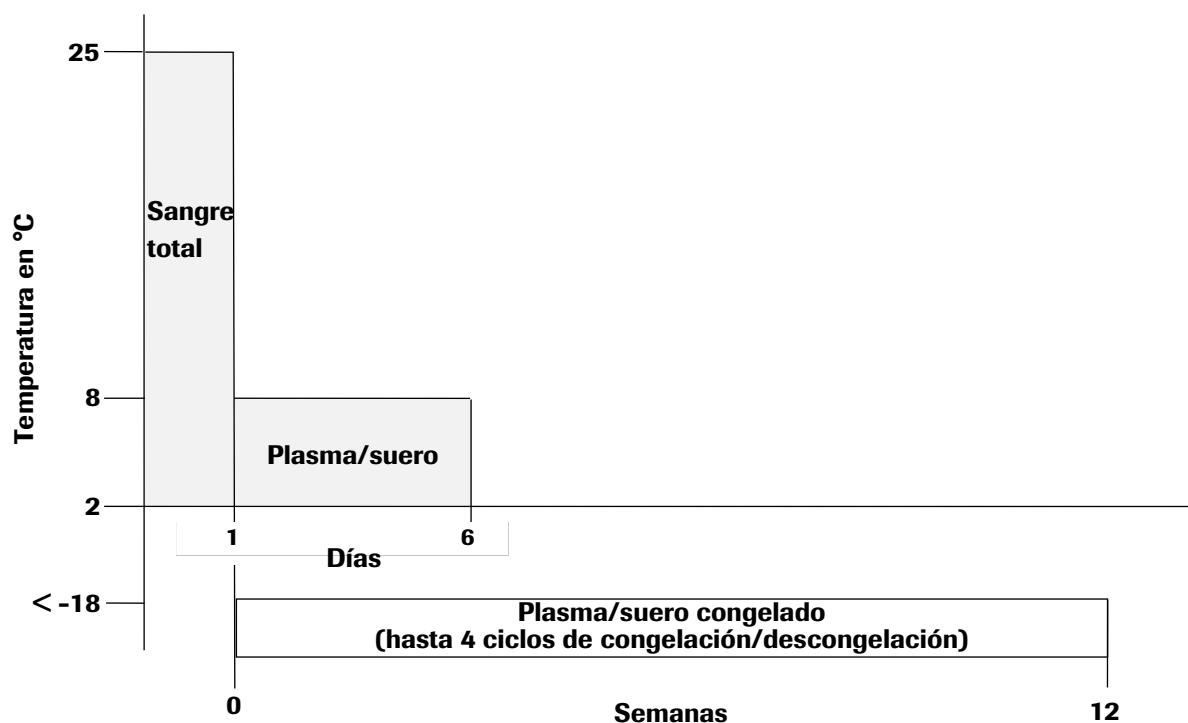 25
Sangre
total
Temperatura en °C
8
Plasma/suero
2
1
6
Días
< -18
Plasma/suero congelado
(hasta 4 ciclos de congelación/descongelación)
0
12
Semanas